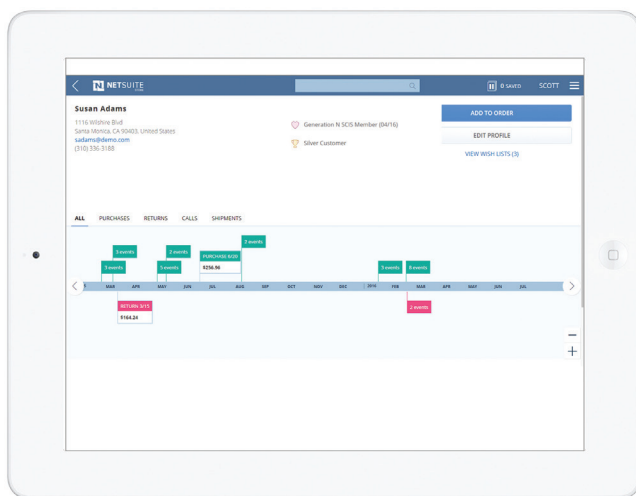 NETSUITE
0 SAVED
SCOTT
Susan Adams
1116 Wilshire Blvd
Santa Monica, CA 90403, United States
sadams@demo.com
(310) 336-3188
Generation N SCIS Member (04/16)
Silver Customer
ADD TO ORDER
EDIT PROFILE
VIEW WISH LISTS (3)
ALL PURCHASES RETURNS CALLS SHIPMENTS
3 events
3 events 2 events
PURCHASE 6/20
$256.96
3 events 5 events 5 events 8 events
MAR APR MAY JUN JUL AUG SEP OCT NOV DEC 2016 FEB MAR APR MAY JUN JUL
RETURN 3/15
$164.24
2 events